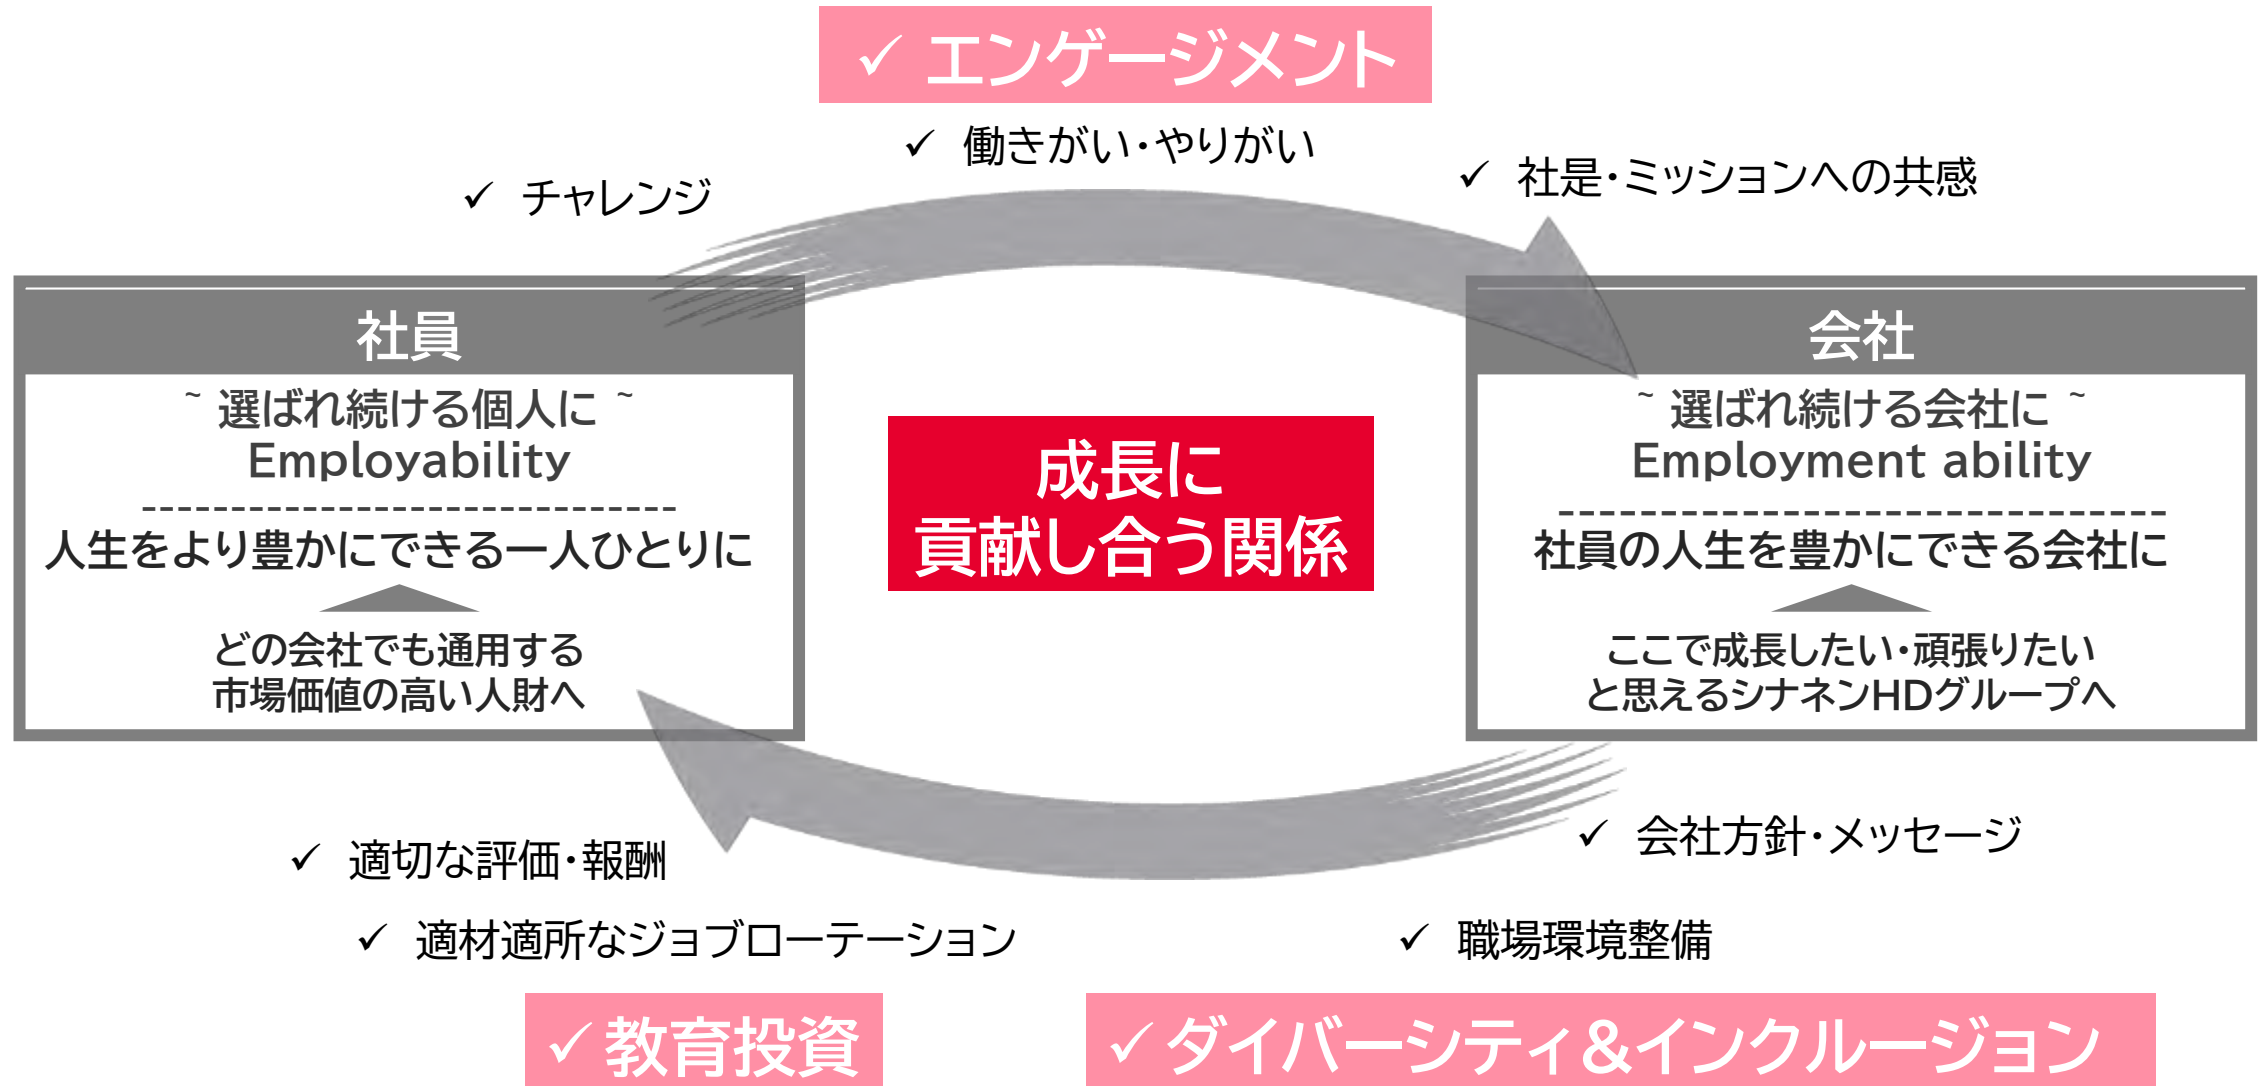 ✓ エンゲージメント
✓ 働きがい・やりがい
✓ チャレンジ
✓ 社是・ミッションへの共感
社員
~ 選ばれ続ける個人に ~
Employability
人生をより豊かにできる一人ひとりに
どの会社でも通用する
市場価値の高い人財へ
成長に
貢献し合う関係
会社
~ 選ばれ続ける会社に ~
Employment ability
社員の人生を豊かにできる会社に
ここで成長したい・頑張りたい
と思えるシナネンHDグループへ
✓ 適切な評価・報酬
✓ 会社方針・メッセージ
✓ 適材適所なジョブローテーション
✓ 職場環境整備
✓ 教育投資
✓ ダイバーシティ&インクルージョン